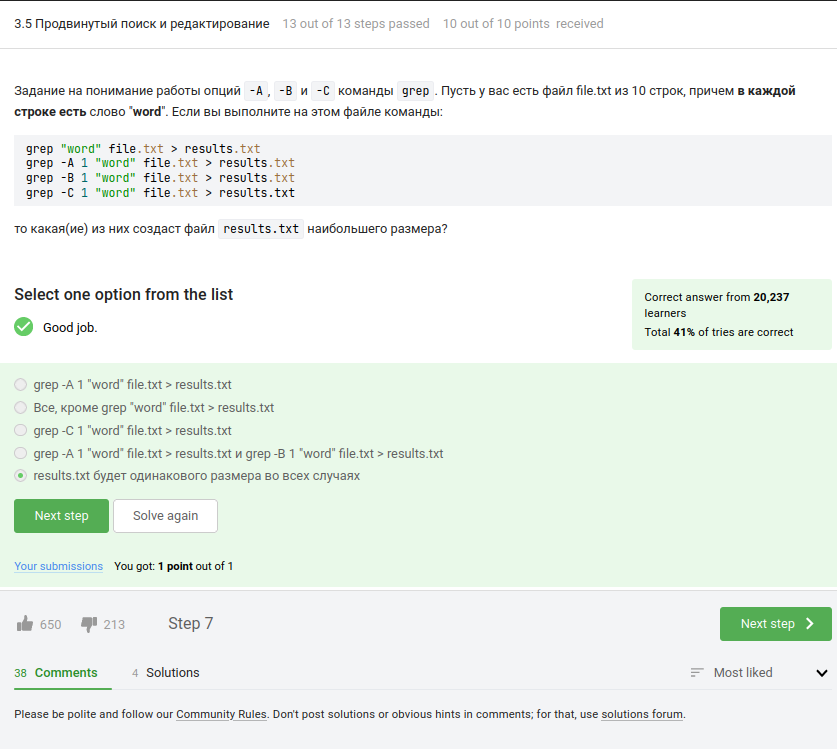 3.5 Продвинутый поиск и редактирование 13 out of 13 steps passed 10 out of 10 points received
Задание на понимание работы опций -A, -B и -C команды grep. Пусть у вас есть файл file.txt из 10 строк, причем в каждой
строке есть слово "word". Если вы выполните на этом файле команды:
grep "word" file.txt > results.txt
grep -A 1 "word" file.txt > results.txt
grep -B 1 "word" file.txt > results.txt
grep -C 1 "word" file.txt > results.txt
то какая(ие) из них создаст файл results.txt наибольшего размера?
Select one option from the list
Good job.
Correct answer from 20,237
learners
Total 41% of tries are correct
grep -A 1 "word" file.txt > results.txt
Все, кроме grep "word" file.txt > results.txt
grep -C 1 "word" file.txt > results.txt
grep -A 1 "word" file.txt > results.txt и grep -B 1 "word" file.txt > results.txt
results.txt будет одинакового размера во всех случаях
Next step Solve again
Your submissions You got: 1 point out of 1
650 213 Step 7 Next step
38 Comments 4 Solutions Most liked
Please be polite and follow our Community Rules. Don't post solutions or obvious hints in comments; for that, use solutions forum.